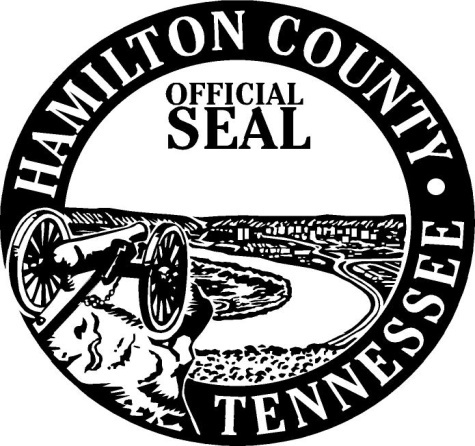 HAMILTON COUNTY • TENNESSEE
OFFICIAL
SEAL